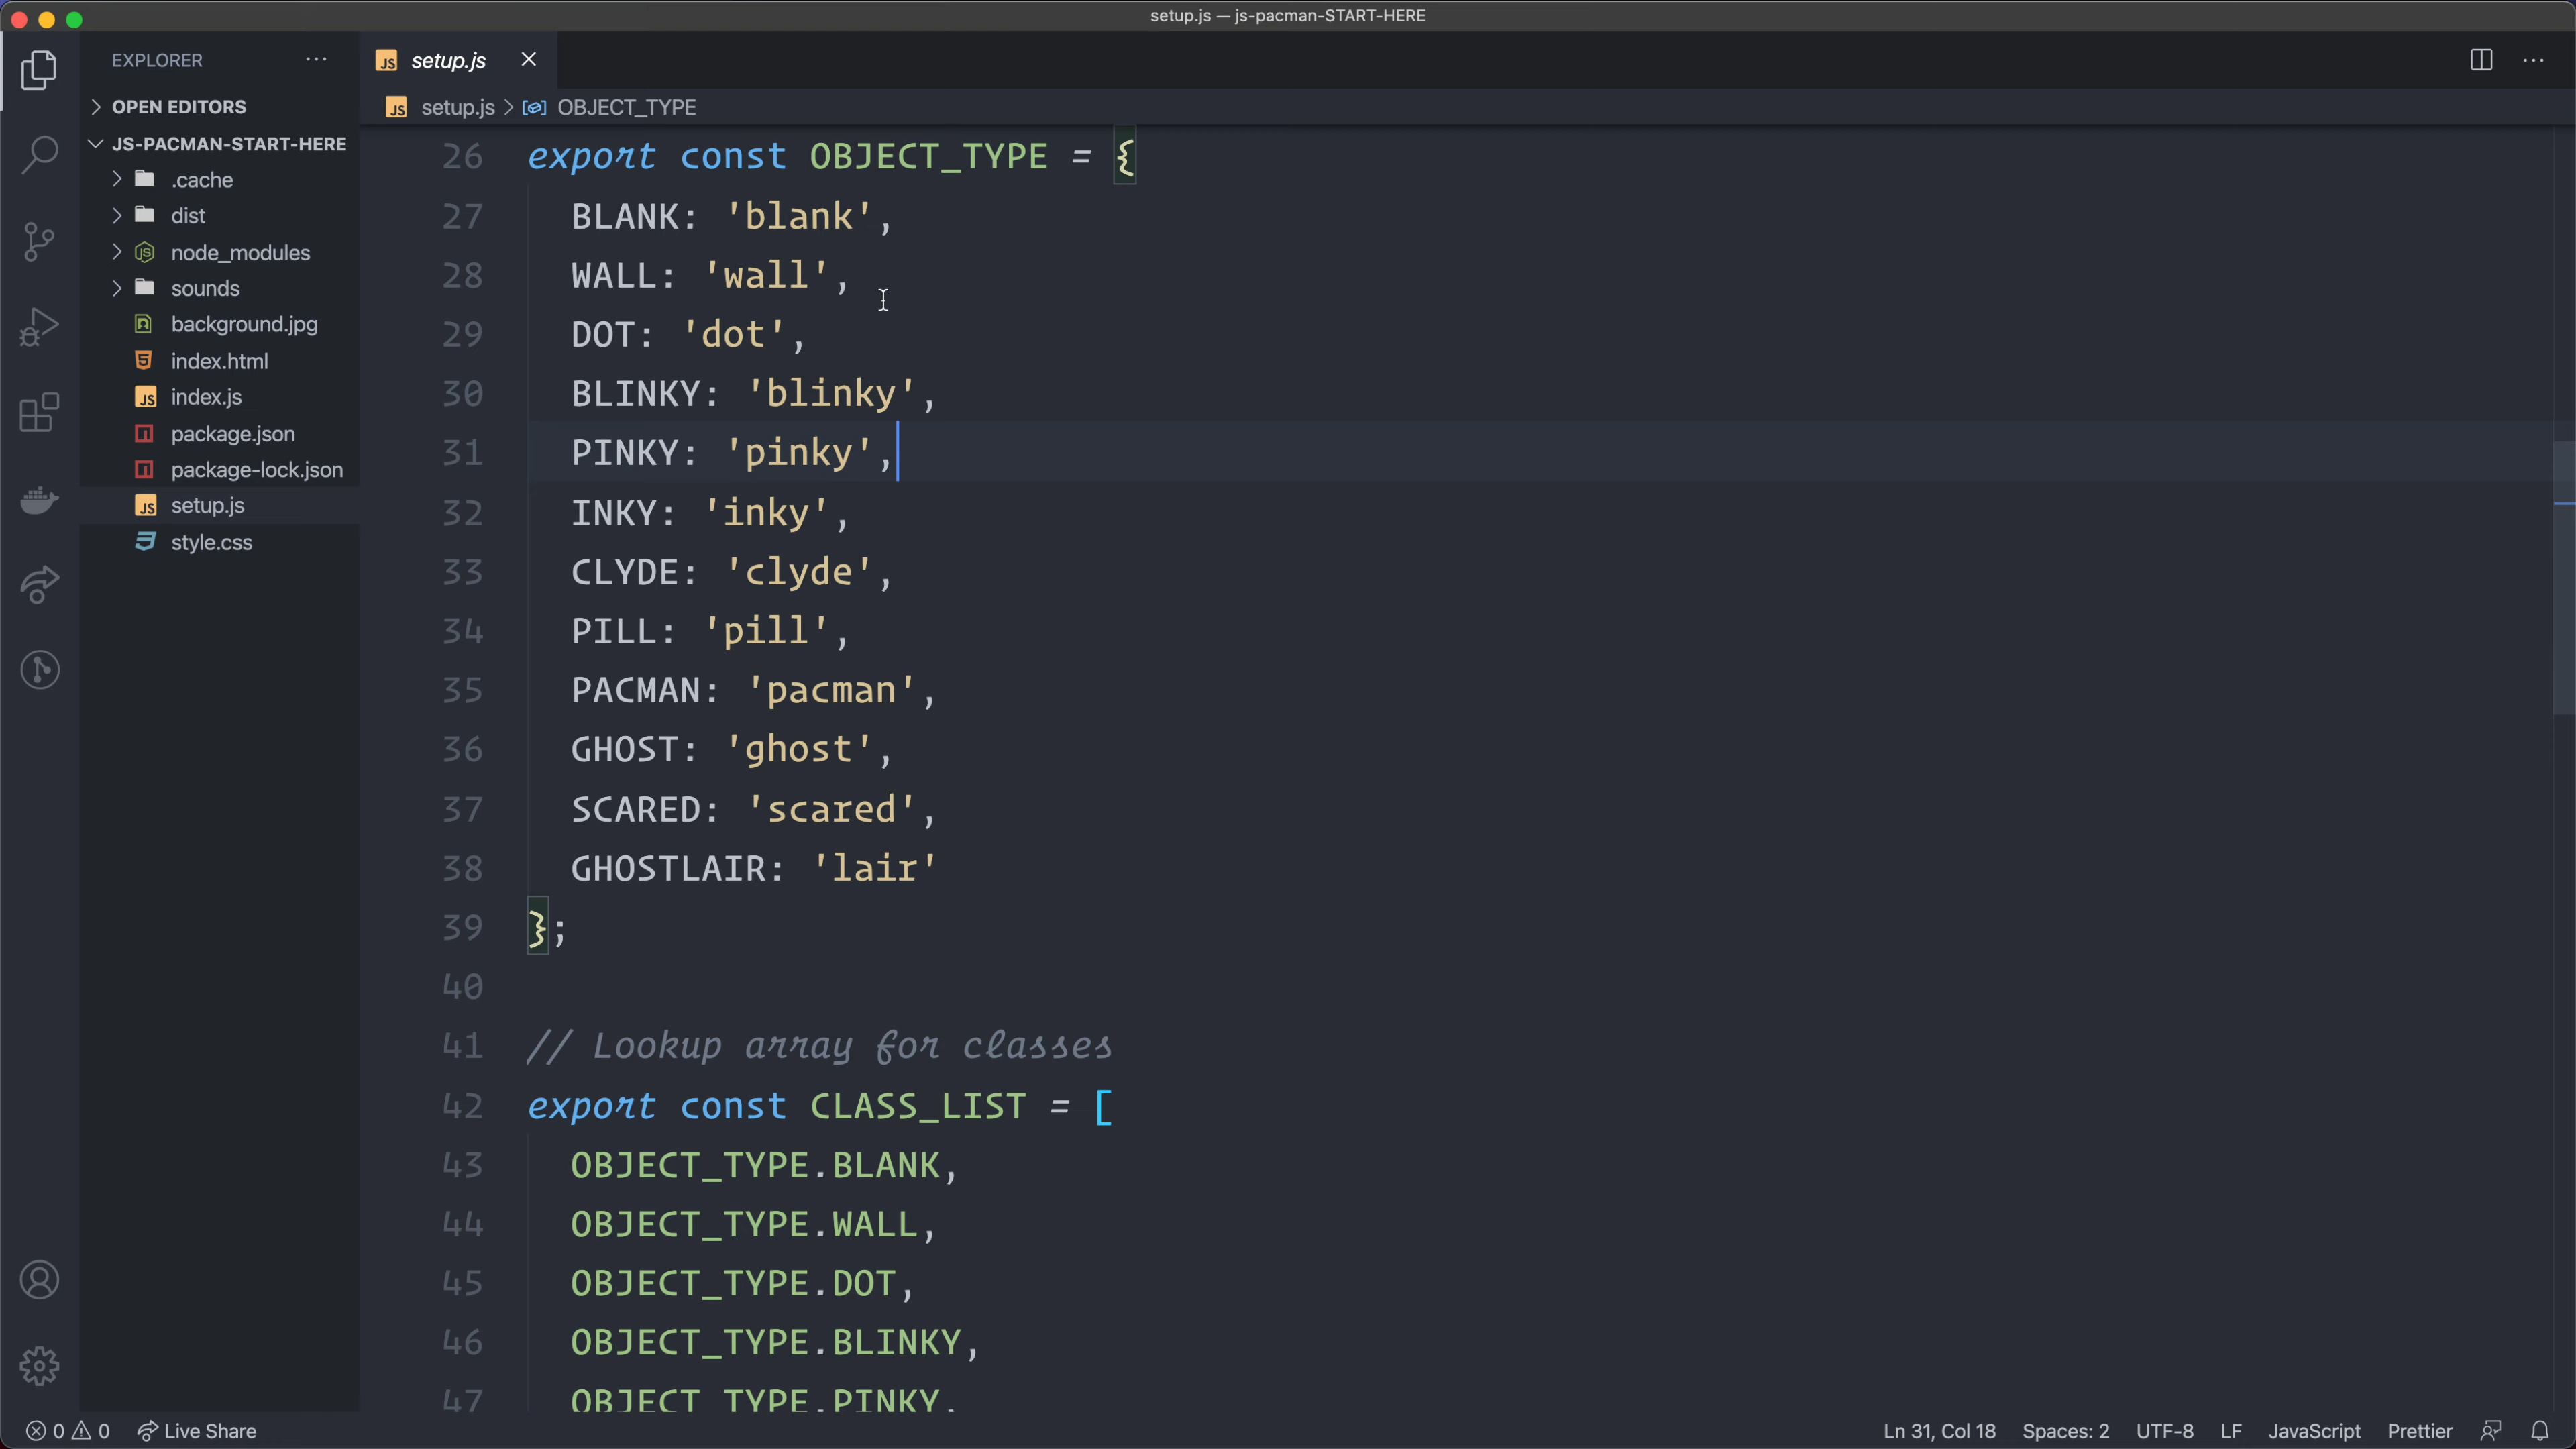 setup.js — js-pacman-START-HERE
EXPLORER
setup.js
OPEN EDITORS
setup.js > OBJECT_TYPE
JS-PACMAN-START-HERE
.cache
dist
node_modules
sounds
background.jpg
index.html
index.js
package.json
package-lock.json
setup.js
style.css
26 export const OBJECT_TYPE = {
27 BLANK: 'blank',
28 WALL: 'wall',
29 DOT: 'dot',
30 BLINKY: 'blinky',
31 PINKY: 'pinky',
32 INKY: 'inky',
33 CLYDE: 'clyde',
34 PILL: 'pill',
35 PACMAN: 'pacman',
36 GHOST: 'ghost',
37 SCARED: 'scared',
38 GHOSTLAIR: 'lair'
39 };
40
41 // Lookup array for classes
42 export const CLASS_LIST = [
43 OBJECT_TYPE.BLANK,
44 OBJECT_TYPE.WALL,
45 OBJECT_TYPE.DOT,
46 OBJECT_TYPE.BLINKY,
47 OBJECT_TYPE.PINKY,
0 0 Live Share Ln 31, Col 18 Spaces: 2 UTF-8 LF JavaScript Prettier